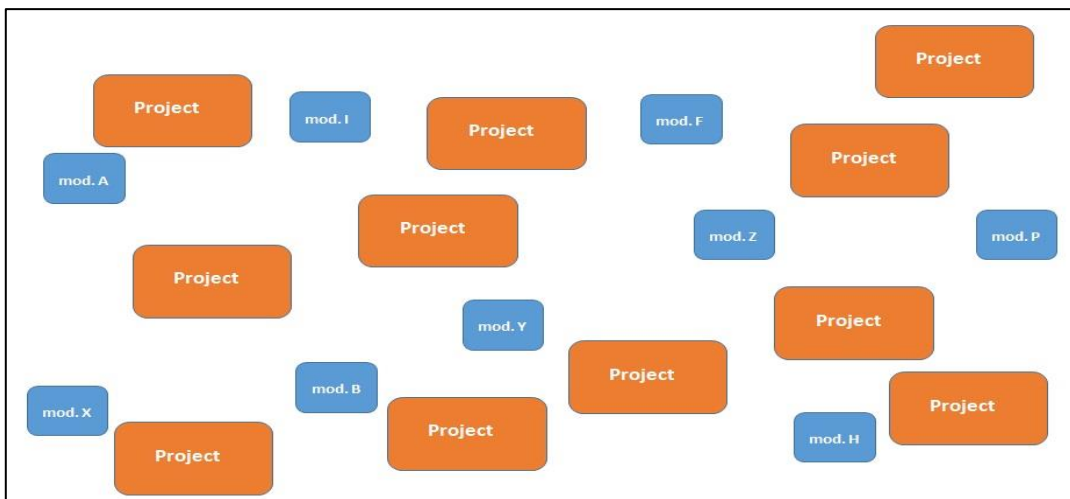 Project
Project
mod. I
mod. F
Project
Project
mod. A
Project
mod. Z
mod. P
Project
Project
mod. Y
Project
mod. B
Project
mod. X
Project
mod. H
Project